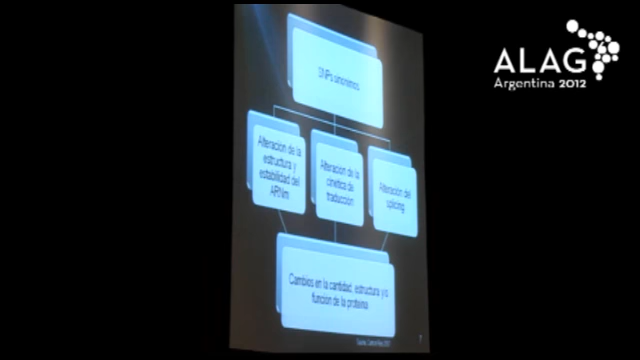 ALAG
Argentina 2012
SNPs sinónimos
Alteración de la
estructura y
estabilidad del
ARNm
Alteración de la
cinética de
traducción
Alteración del
splicing
Cambios en la cantidad, estructura y/o
función de la proteína